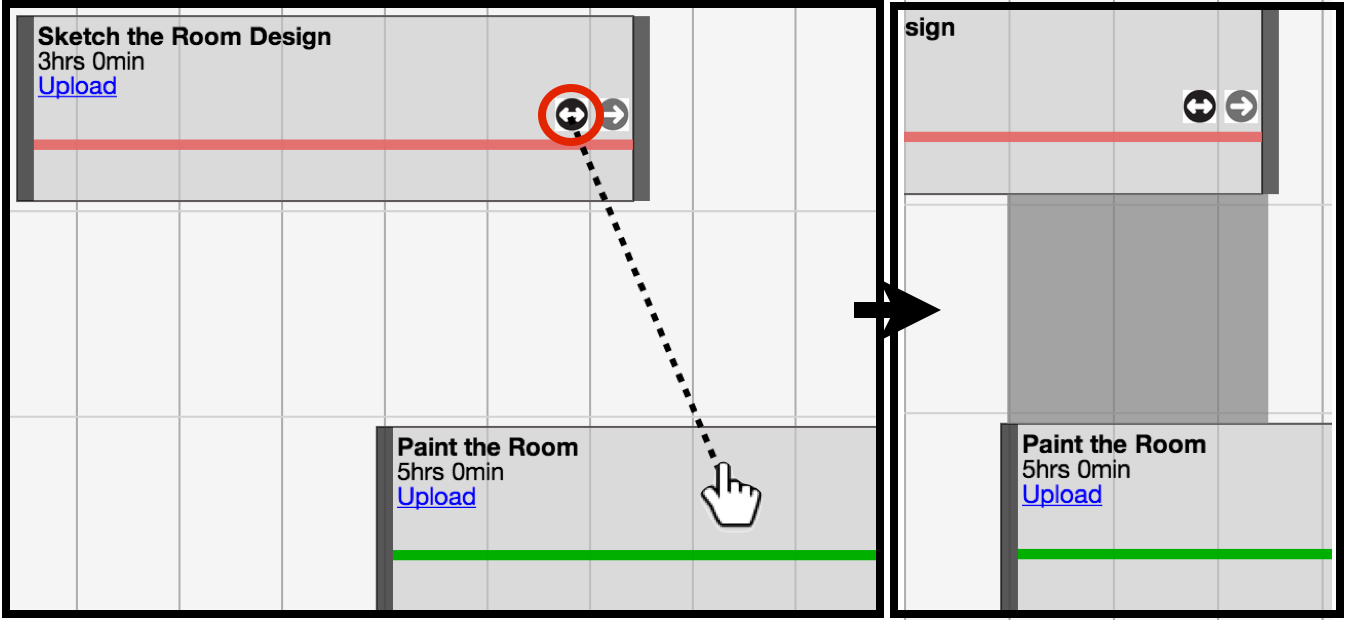 Sketch the Room Design
3hrs 0min
Upload
Paint the Room
5hrs 0min
Upload
sign
Paint the Room
5hrs 0min
Upload